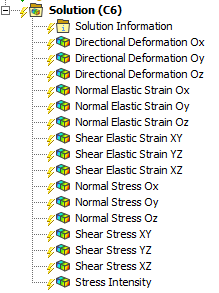 Solution (C6)
Solution Information
Directional Deformation Ox
Directional Deformation Oy
Directional Deformation Oz
Normal Elastic Strain Ox
Normal Elastic Strain Oy
Normal Elastic Strain Oz
Shear Elastic Strain XY
Shear Elastic Strain YZ
Shear Elastic Strain XZ
Normal Stress Ox
Normal Stress Oy
Normal Stress Oz
Shear Stress XY
Shear Stress YZ
Shear Stress XZ
Stress Intensity